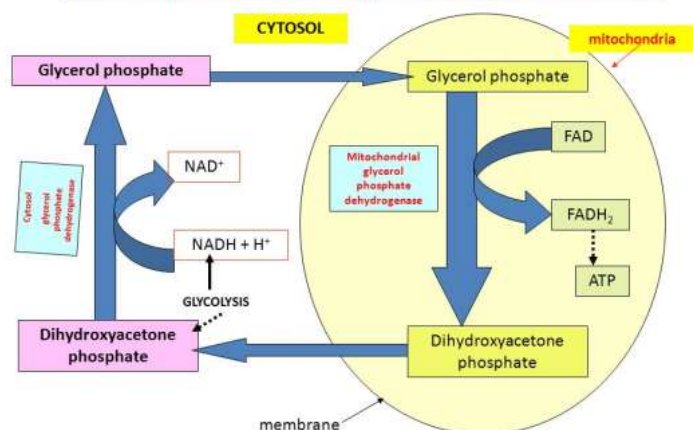 CYTOSOL
mitochondria
Glycerol phosphate
Glycerol phosphate
Cytosol
glycerol
phosphate
dehydrogenase
NAD⁺
NADH + H⁺
GLYCOLYSIS
Mitochondrial
glycerol
phosphate
dehydrogenase
FAD
FADH₂
ATP
Dihydroxyacetone
phosphate
Dihydroxyacetone
phosphate
membrane